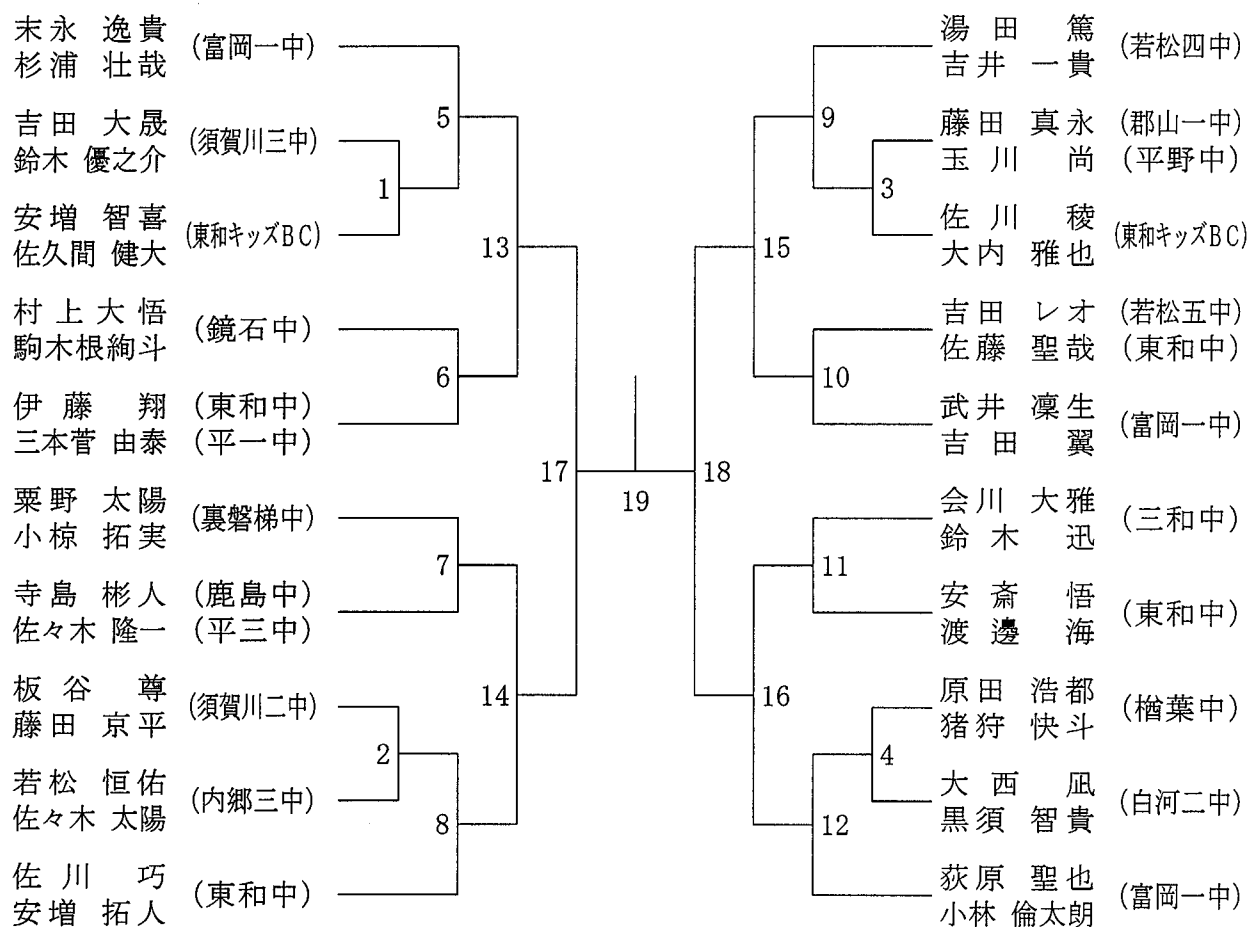 末永 逸貴 (富岡一中)
杉浦 壮哉
吉田 大晟 (須賀川三中)
鈴木 優之介
安増 智喜 (東和キッズBC)
佐久間 健大
村上大悟 (鏡石中)
駒木根絢斗
伊藤 翔 (東和中)
三本菅 由泰 (平一中)
粟野 太陽 (裏磐梯中)
小椋 拓実
寺島 彬人 (鹿島中)
佐々木 隆一 (平三中)
板谷 尊 (須賀川二中)
藤田 京平
若松 恒佑 (内郷三中)
佐々木 太陽
佐川 巧 (東和中)
安増 拓人
5
1
13
6
17
7
14
2
8
19
18
9
3
15
10
11
16
4
12
湯田 篤 (若松四中)
吉井 一貴
藤田 真永 (郡山一中)
玉川 尚 (平野中)
佐川 稜 (東和キッズBC)
大内 雅也
吉田 レオ (若松五中)
佐藤 聖哉 (東和中)
武井 凜生 (富岡一中)
吉田 翼
会川 大雅 (三和中)
鈴木 迅
安斎 悟 (東和中)
渡邊 海
原田 浩都 (楢葉中)
猪狩 快斗
大西 凪 (白河二中)
黒須 智貴
荻原 聖也 (富岡一中)
小林 倫太朗